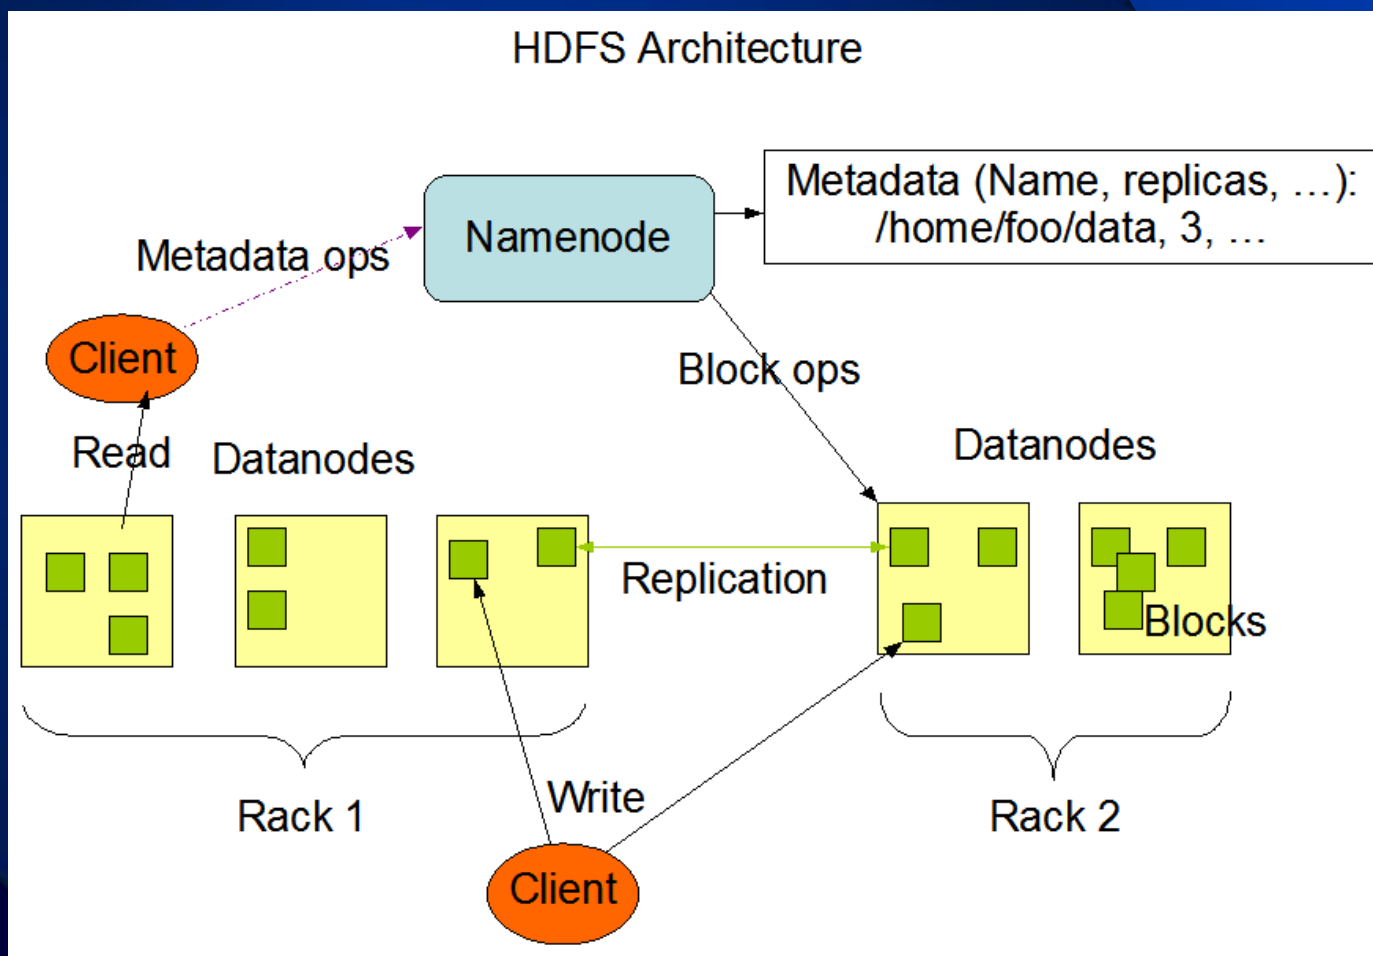 HDFS Architecture
Metadata (Name, replicas, …):
/home/foo/data, 3, …
Namenode
Metadata ops
Client
Block ops
Read
Datanodes
Datanodes
Replication
Blocks
Rack 1
Write
Rack 2
Client